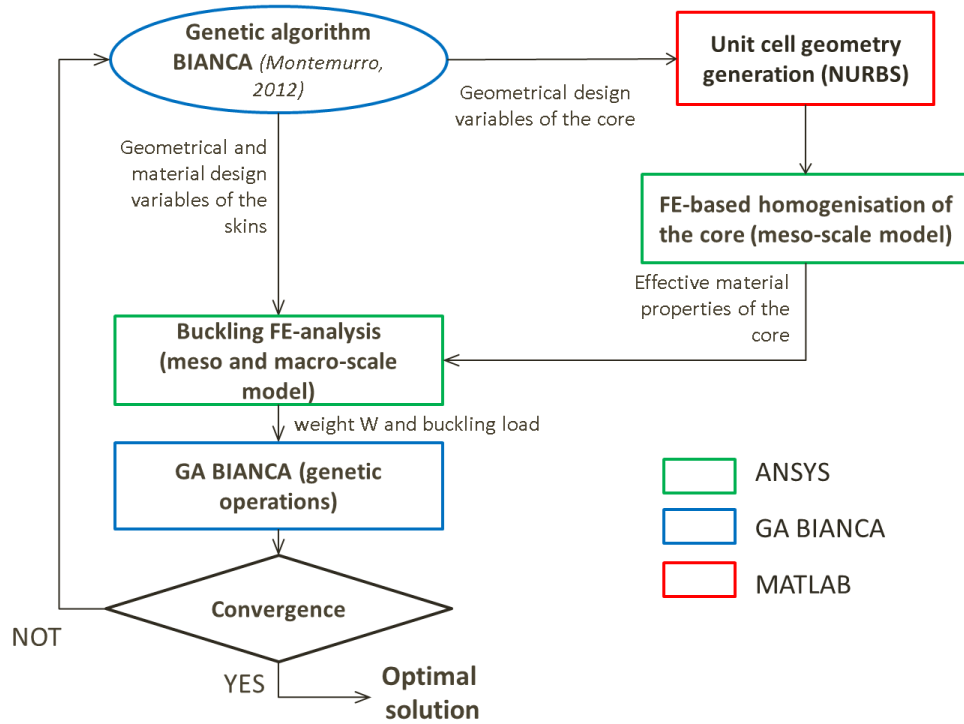 Genetic algorithm
BIANCA (Montemurro,
2012)
Unit cell geometry
generation (NURBS)
Geometrical design
variables of the core
Geometrical and
material design
variables of the
skins
FE-based homogenisation of
the core (meso-scale model)
Effective material
properties of the
core
Buckling FE-analysis
(meso and macro-scale
model)
weight W and buckling load
GA BIANCA (genetic
operations)
Convergence
NOT
YES
Optimal
solution
ANSYS
GA BIANCA
MATLAB